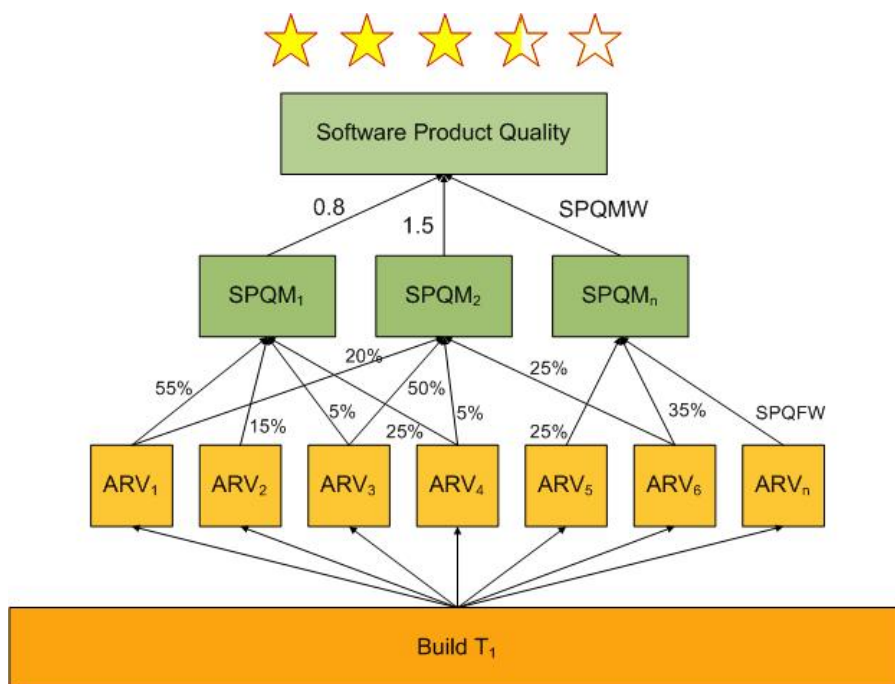 Software Product Quality
0.8
1.5
SPQMW
SPQM₁
SPQM₂
SPQMₙ
55%
15%
20%
5%
25%
50%
5%
25%
25%
35%
SPQFW
ARV₁
ARV₂
ARV₃
ARV₄
ARV₅
ARV₆
ARVₙ
Build T₁